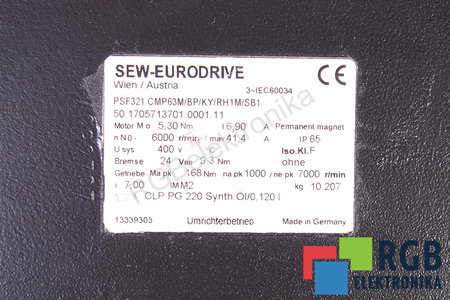 SEW-EURODRIVE
Wien / Austria 3~IEC60034
PSF321 CMP63M/BP/KY/RH1M/SB1
50.1705713701.0001.11
Motor Mo 5,30 Nm I 6,90 A Permanent magnet
n N 0- 6000 r/min I max 41.4 A IP 65
U sys 400 V Iso.Kl.F
Bremse 24 V 9.3 Nm ohne
Getriebe Ma pk 168 Nm na pk 1000 / ne pk 7000 r/min
i 7,00 IM M2 kg 10.207
CLP PG 220 Synth.Öl/0,120 l
13339303 Umrichterbetrieb Made in Germany
RGB Elektronika
RGB
ELEKTRONIKA